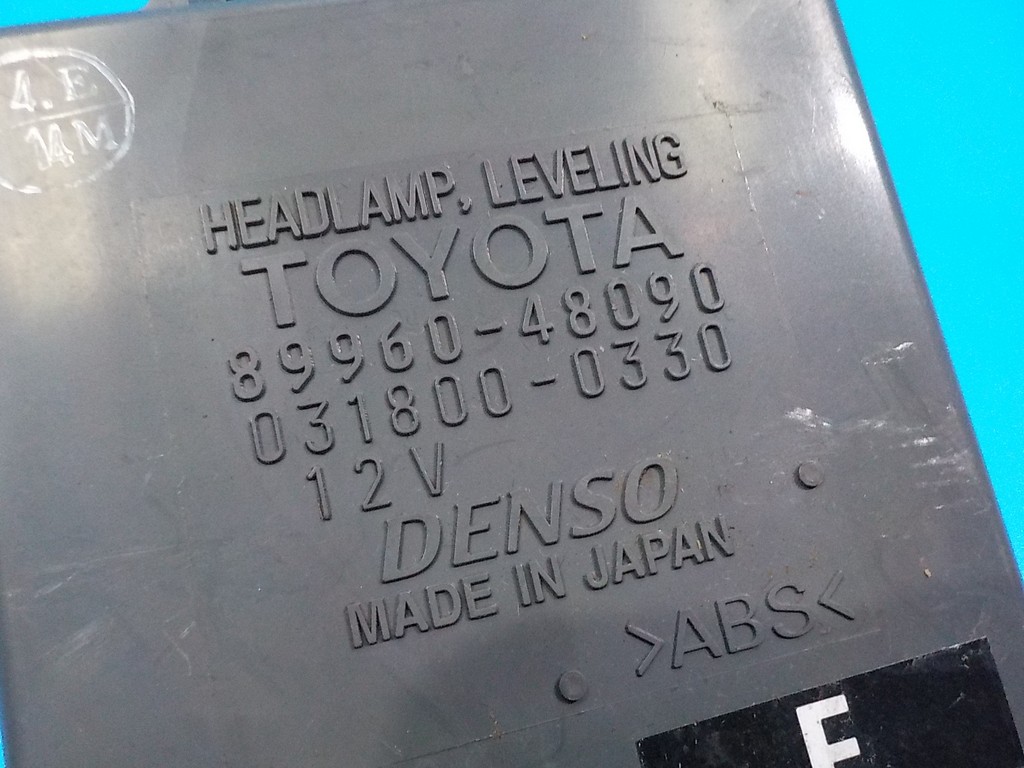 4.E
14M
HEADLAMP, LEVELING
TOYOTA
89960-48090
031800-0330
12V
DENSO
MADE IN JAPAN
>ABS<
F